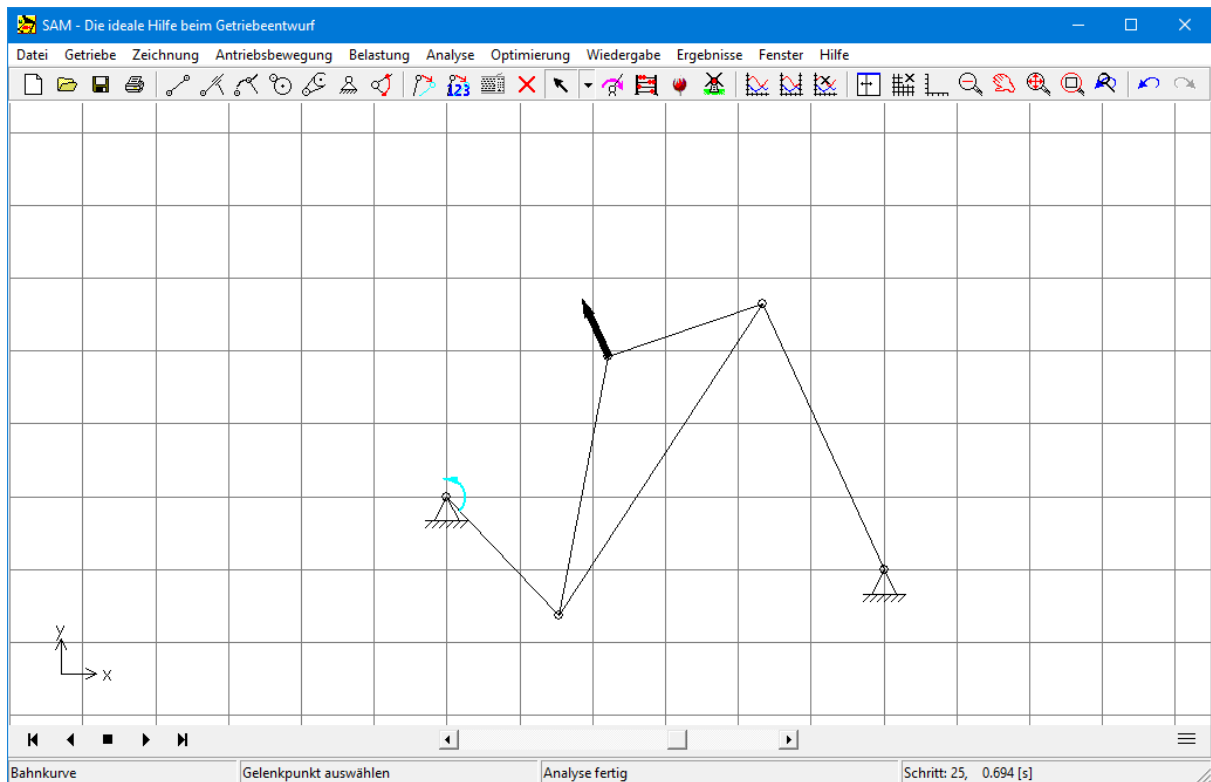 SAM - Die ideale Hilfe beim Getriebeentwurf
Datei Getriebe Zeichnung Antriebsbewegung Belastung Analyse Optimierung Wiedergabe Ergebnisse Fenster Hilfe
123
y
x
Bahnkurve Gelenkpunkt auswählen Analyse fertig Schritt: 25, 0.694 [s]